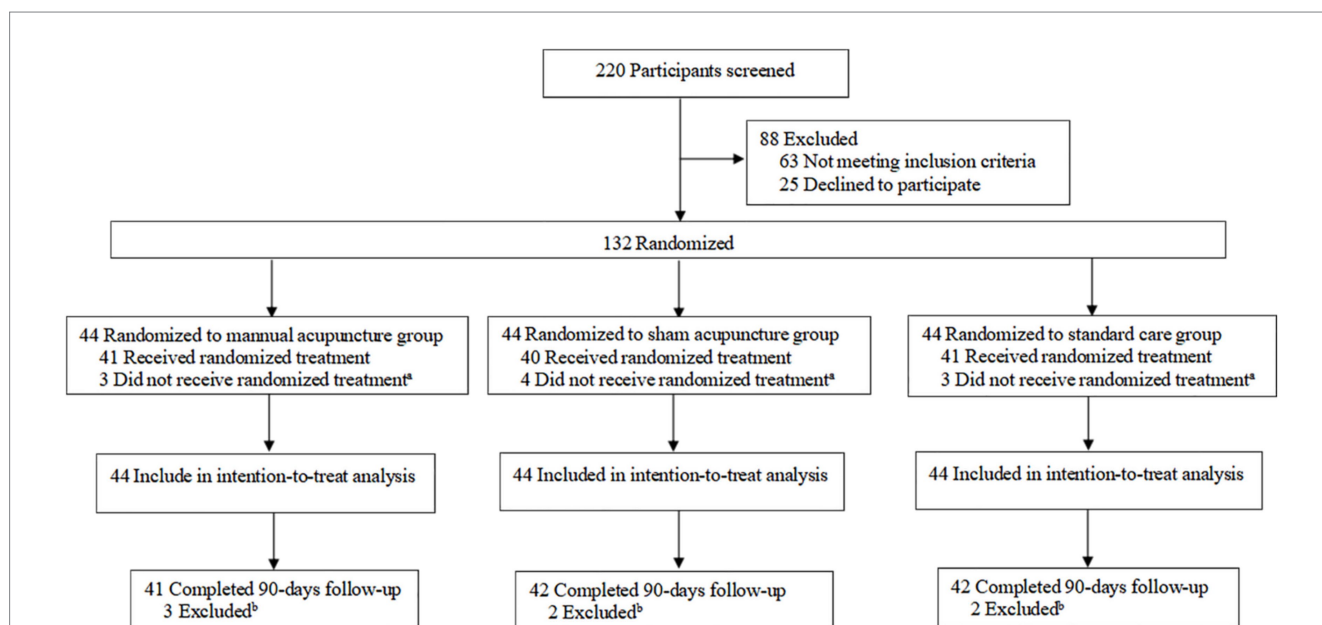 220 Participants screened
88 Excluded
63 Not meeting inclusion criteria
25 Declined to participate
132 Randomized
44 Randomized to mannual acupuncture group
41 Received randomized treatment
3 Did not receive randomized treatmentᵃ
44 Randomized to sham acupuncture group
40 Received randomized treatment
4 Did not receive randomized treatmentᵃ
44 Randomized to standard care group
41 Received randomized treatment
3 Did not receive randomized treatmentᵃ
44 Include in intention-to-treat analysis
44 Included in intention-to-treat analysis
44 Included in intention-to-treat analysis
41 Completed 90-days follow-up
3 Excludedᵇ
42 Completed 90-days follow-up
2 Excludedᵇ
42 Completed 90-days follow-up
2 Excludedᵇ